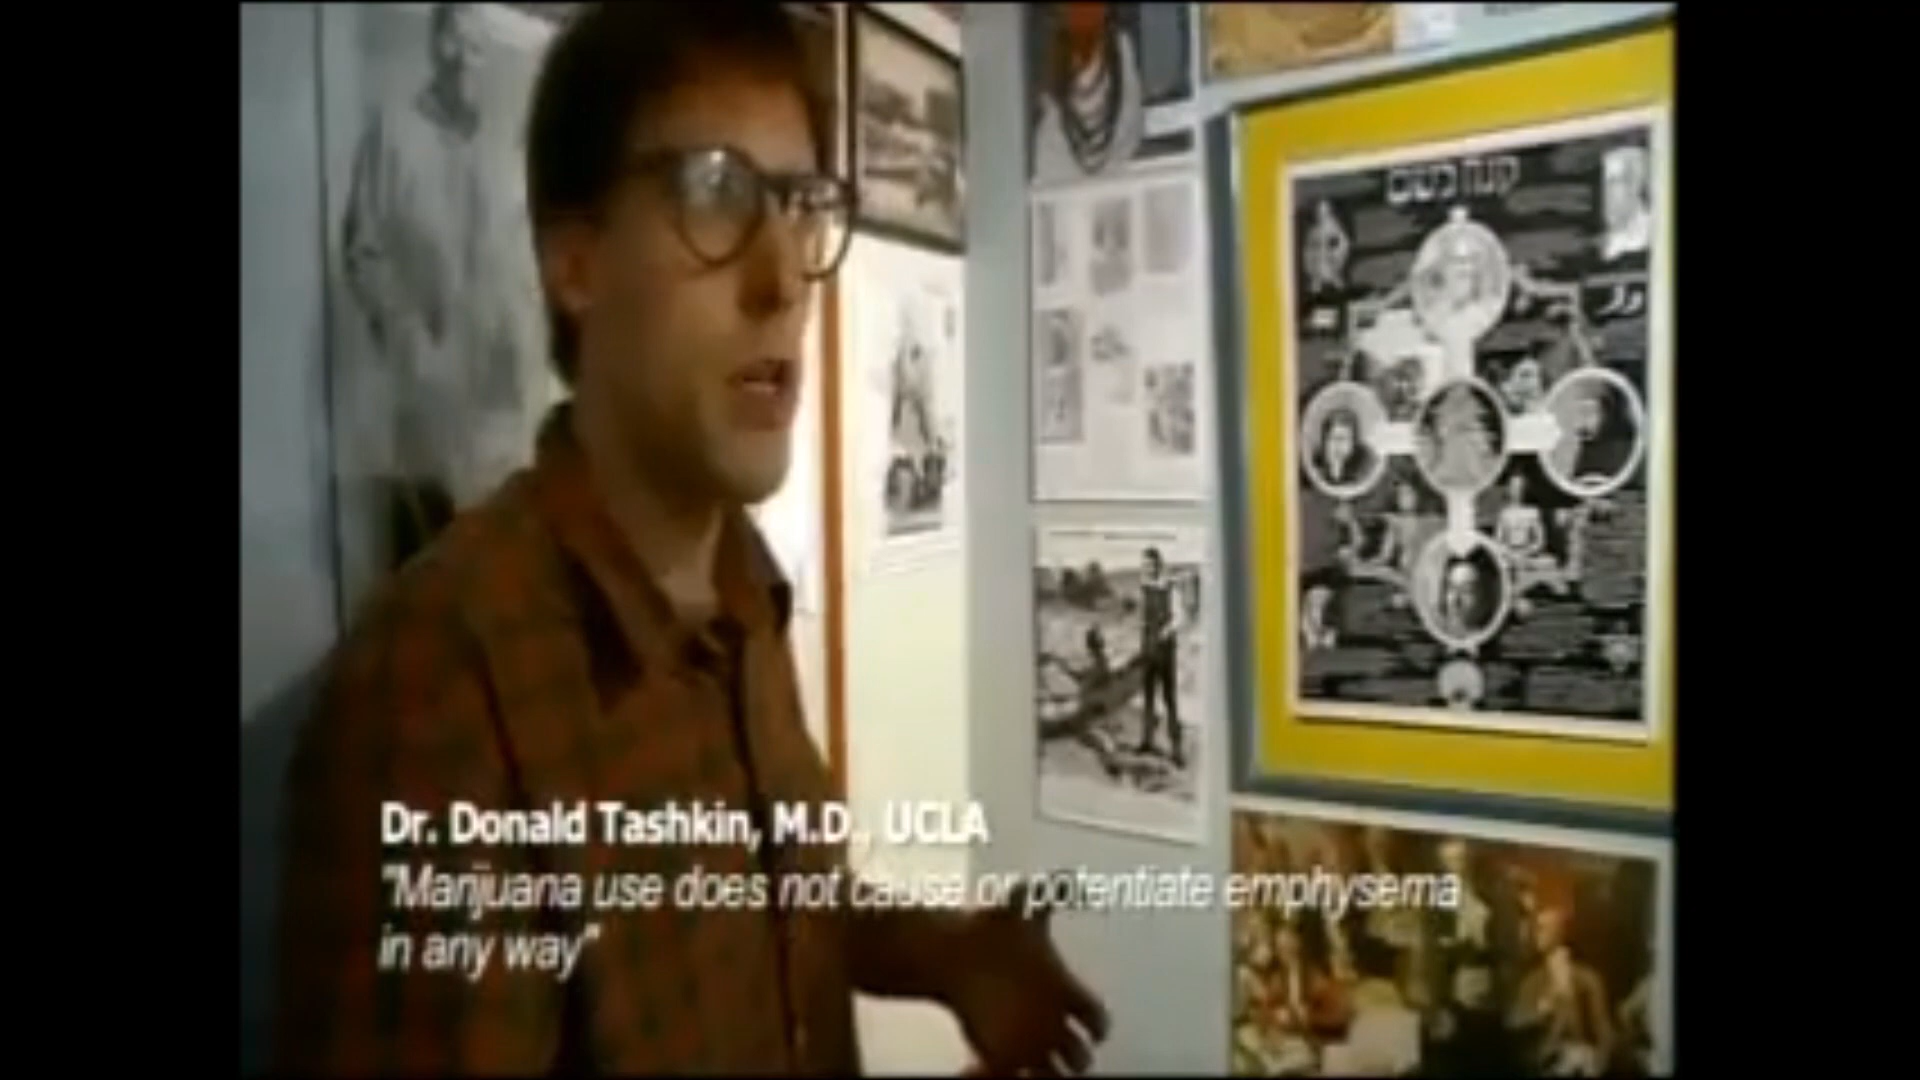 Dr. Donald Tashkin, M.D., UCLA
"Marijuana use does not cause or potentiate emphysema
in any way"